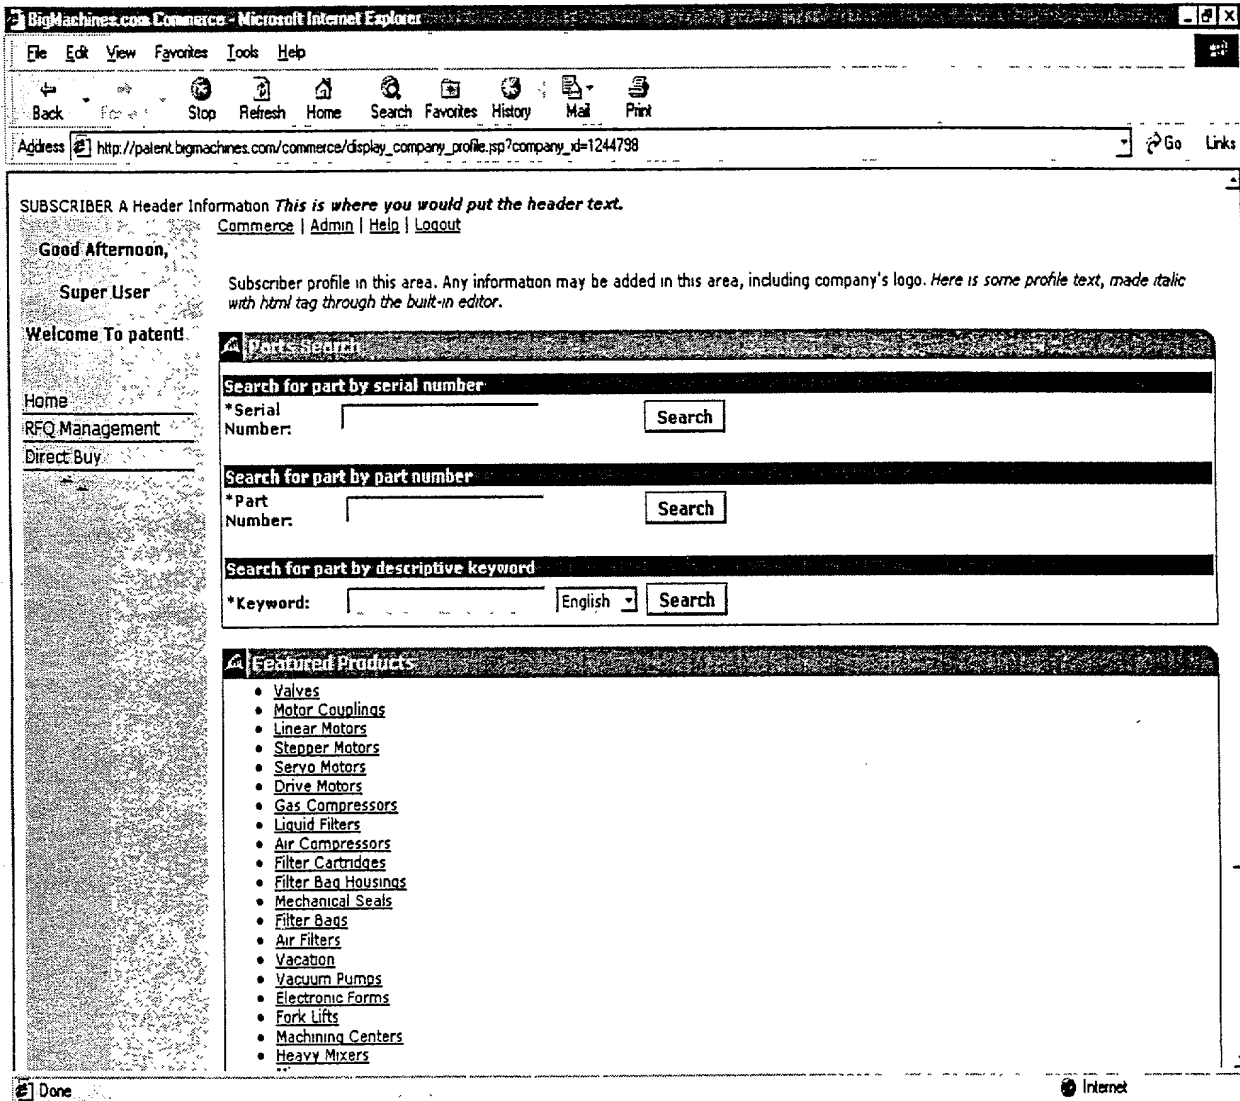 BigMachines.com Commerce - Microsoft Internet Explorer
File Edit View Favorites Tools Help
Back Stop Refresh Home Search Favorites History Mail Print
Address http://patent.bigmachines.com/commerce/display_company_profile.jsp?company_id=1244798 Go Links
SUBSCRIBER A Header Information This is where you would put the header text.
Commerce | Admin | Help | Logout
Good Afternoon,
Super User
Welcome To patent!
Home
RFQ Management
Direct Buy
Subscriber profile in this area. Any information may be added in this area, including company's logo. Here is some profile text, made italic
with html tag through the built-in editor.
Parts Search
Search for part by serial number
*Serial
Number:
Search
Search for part by part number
*Part
Number:
Search
Search for part by descriptive keyword
*Keyword: English Search
Featured Products
Valves
Motor Couplings
Linear Motors
Stepper Motors
Servo Motors
Drive Motors
Gas Compressors
Liquid Filters
Air Compressors
Filter Cartridges
Filter Bag Housings
Mechanical Seals
Filter Bags
Air Filters
Vacation
Vacuum Pumps
Electronic Forms
Fork Lifts
Machining Centers
Heavy Mixers
Done Internet